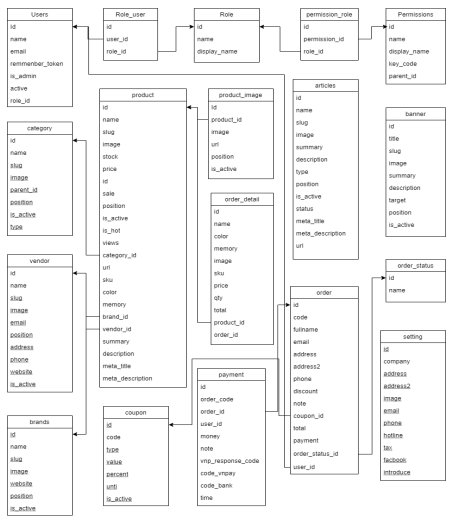 Users
id
name
email
remmenber_token
is_admin
active
role_id
Role_user
id
user_id
role_id
Role
id
name
display_name
permission_role
id
permission_id
role_id
Permissions
id
name
display_name
key_code
parent_id
category
id
name
slug
image
parent_id
position
is_active
type
product
id
name
slug
image
stock
price
id
sale
position
is_active
is_hot
views
category_id
url
sku
color
memory
brand_id
vendor_id
summary
description
meta_title
meta_description
product_image
id
product_id
image
url
position
is_active
articles
id
name
slug
image
summary
description
type
position
is_active
status
meta_title
meta_description
url
banner
id
title
slug
image
summary
description
target
position
is_active
order_detail
id
name
color
memory
image
sku
price
qty
total
product_id
order_id
vendor
id
name
slug
image
email
position
address
phone
website
is_active
order
id
code
fullname
email
address
address2
phone
discount
note
coupon_id
total
payment
order_status_id
user_id
order_status
id
name
setting
id
company
address
address2
image
email
phone
hotline
tax
facbook
introduce
payment
id
order_code
order_id
user_id
money
note
vnp_response_code
code_vnpay
code_bank
time
coupon
id
code
type
value
percent
unti
is_active
brands
id
name
slug
image
website
position
is_active